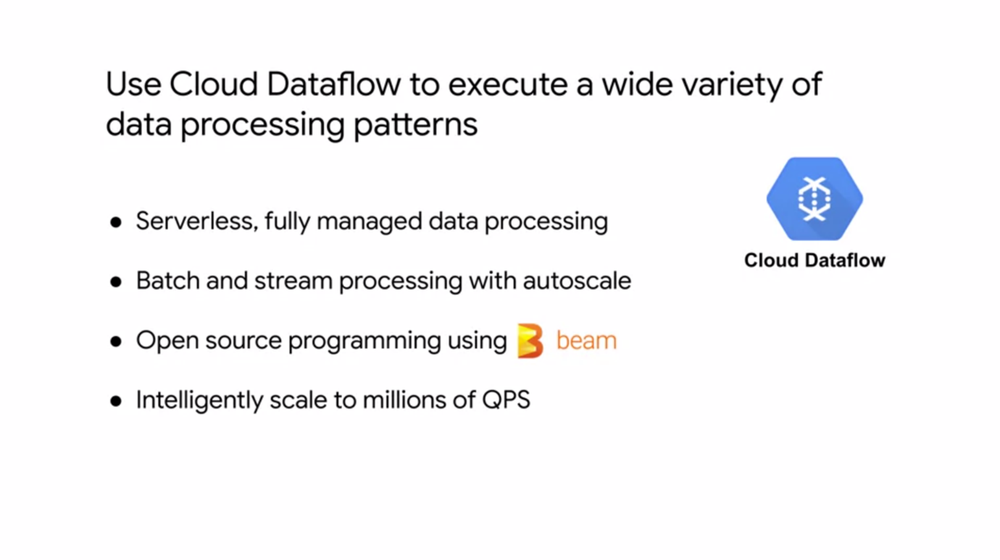 Use Cloud Dataflow to execute a wide variety of
data processing patterns
● Serverless, fully managed data processing
● Batch and stream processing with autoscale
● Open source programming using beam
● Intelligently scale to millions of QPS
Cloud Dataflow